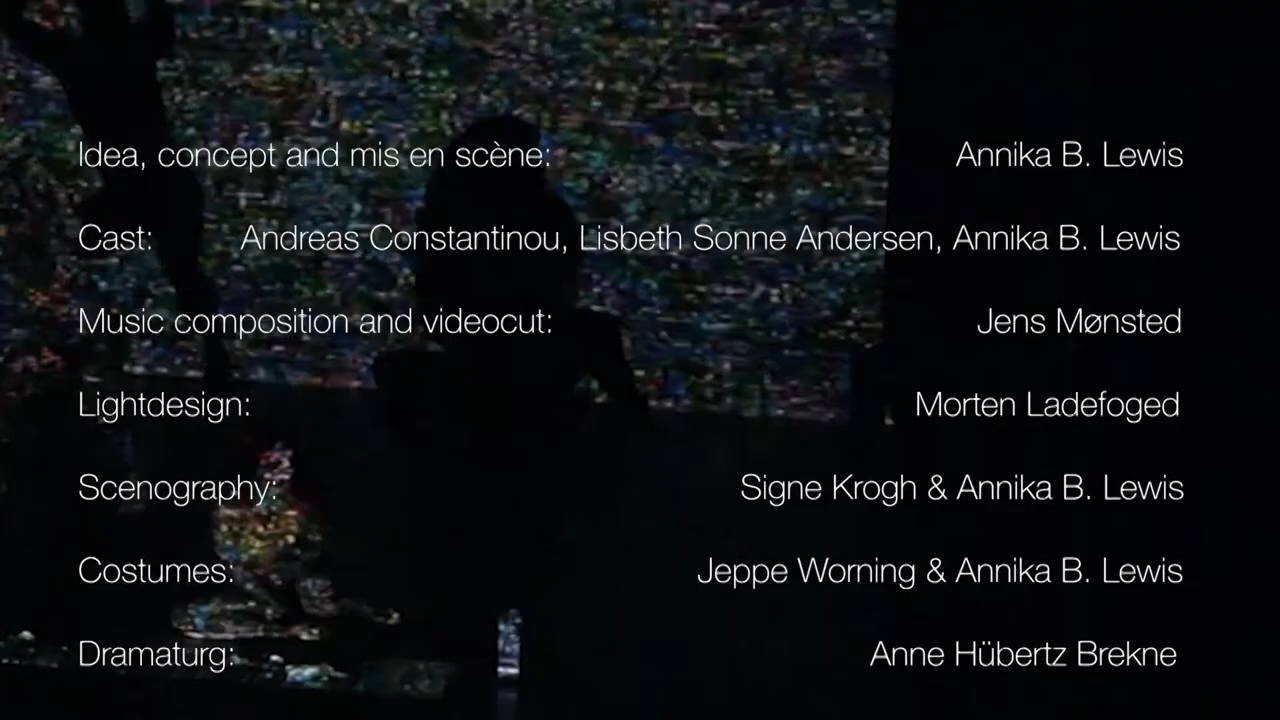 Idea, concept and mis en scène: Annika B. Lewis
Cast: Andreas Constantinou, Lisbeth Sonne Andersen, Annika B. Lewis
Music composition and videocut: Jens Mønsted
Lightdesign: Morten Ladefoged
Scenography: Signe Krogh & Annika B. Lewis
Costumes: Jeppe Worning & Annika B. Lewis
Dramaturg: Anne Hübertz Brekne